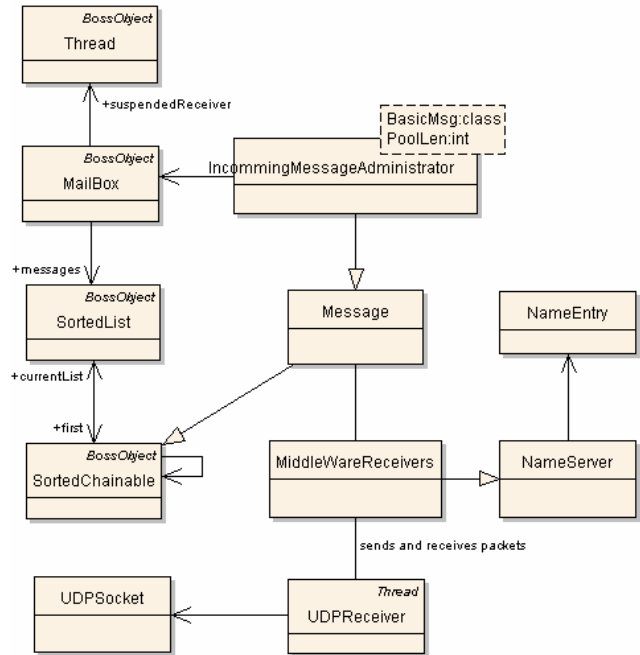 BossObject
Thread
+suspendedReceiver
BasicMsg:class
PoolLen:int
BossObject
MailBox
IncommingMessageAdministrator
+messages
BossObject
SortedList
Message
NameEntry
+currentList
+first
BossObject
SortedChainable
MiddleWareReceivers
NameServer
sends and receives packets
UDPSocket
Thread
UDPReceiver